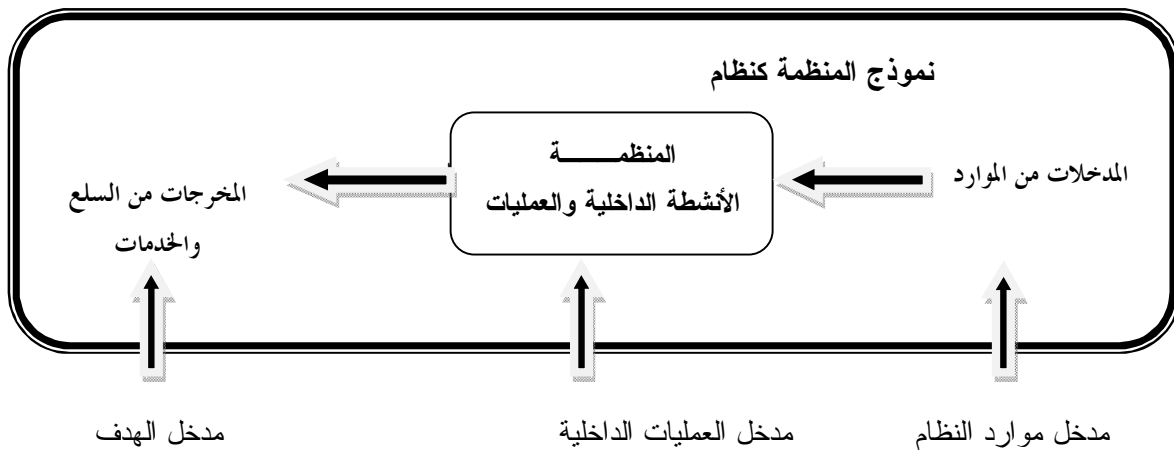 نموذج المنظمة كنظام
المدخلات من الموارد
المنظمـــــــة
الأنشطة الداخلية والعمليات
المخرجات من السلع
والخدمات
مدخل موارد النظام
مدخل العمليات الداخلية
مدخل الهدف